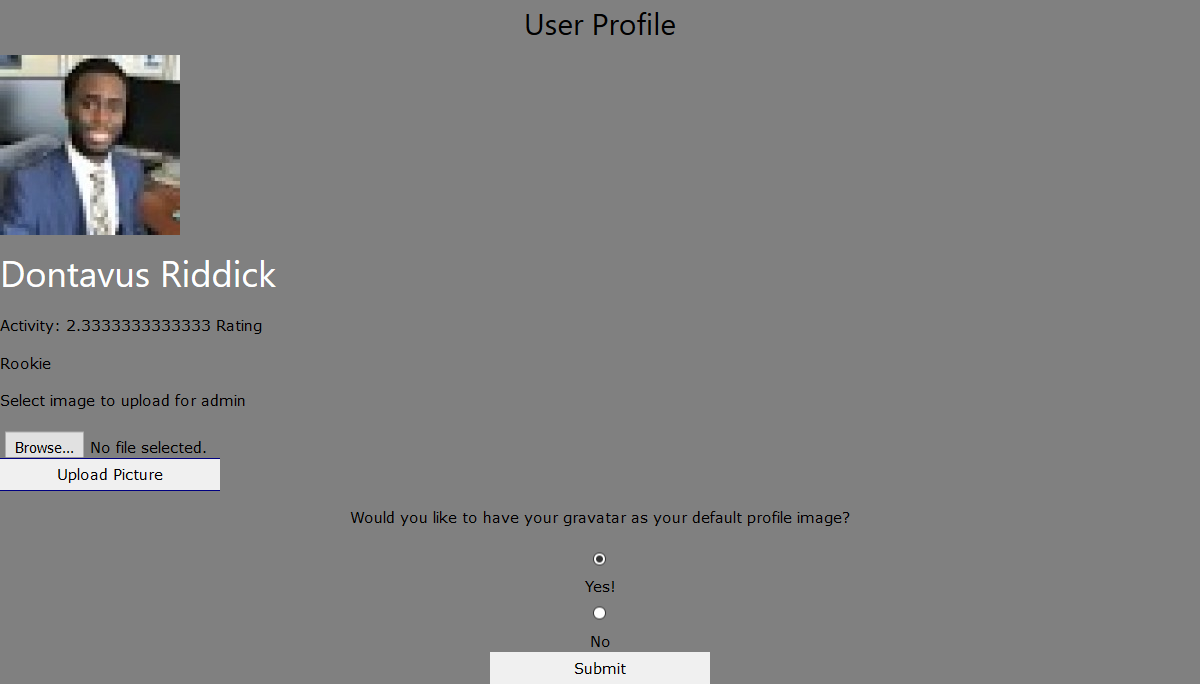 User Profile
Dontavus Riddick
Activity: 2.3333333333333 Rating
Rookie
Select image to upload for admin
Browse... No file selected.
Upload Picture
Would you like to have your gravatar as your default profile image?
Yes!
No
Submit